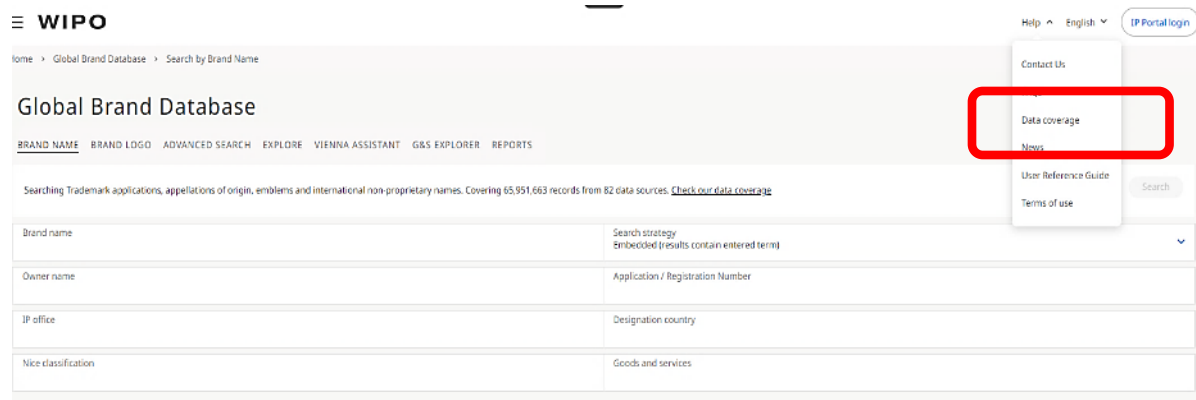 WIPO
Help English IP Portal login
Home > Global Brand Database > Search by Brand Name
Contact Us
Global Brand Database
Data coverage
BRAND NAME BRAND LOGO ADVANCED SEARCH EXPLORE VIENNA ASSISTANT G&S EXPLORER REPORTS
News
User Reference Guide
Searching Trademark applications, appellations of origin, emblems and international non-proprietary names. Covering 65,951,663 records from 82 data sources. Check our data coverage
Search
Terms of use
Brand name
Search strategy
Embedded (results contain entered term)
Owner name
Application / Registration Number
IP office
Designation country
Nice classification
Goods and services